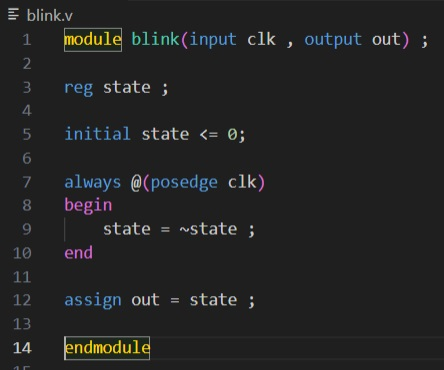 blink.v
1 module blink(input clk , output out) ;
2
3 reg state ;
4
5 initial state <= 0;
6
7 always @(posedge clk)
8 begin
9     state = ~state ;
10 end
11
12 assign out = state ;
13
14 endmodule
15